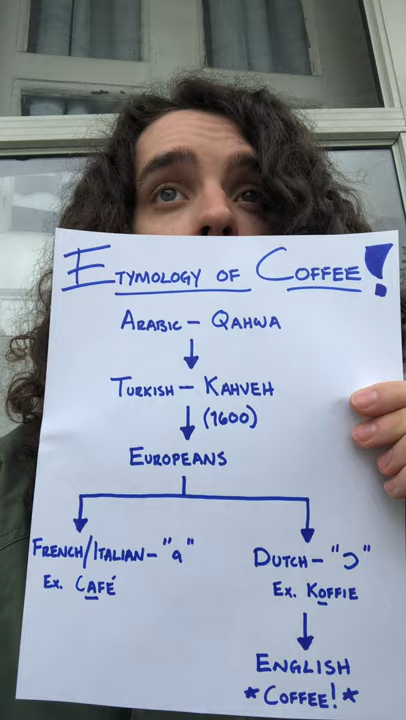 ETYMOLOGY OF COFFEE!
ARABIC - QAHWA
TURKISH - KAHVEH
(1600)
EUROPEANS
FRENCH/ITALIAN - "a"
EX. CAFÉ
DUTCH - "ɔ"
EX. KOFFIE
ENGLISH
*COFFEE!*